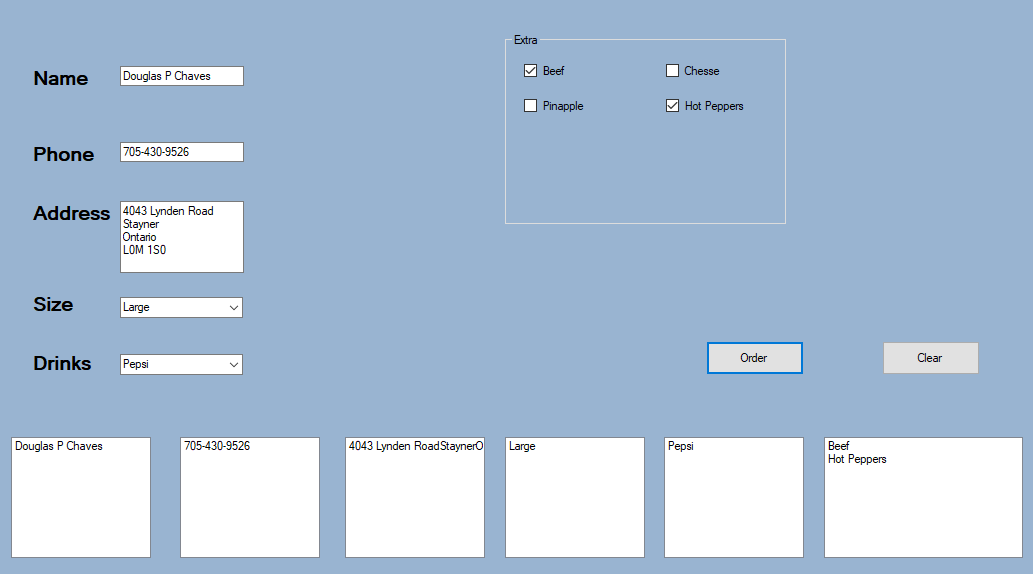 Name
Douglas P Chaves
Phone
705-430-9526
Address
4043 Lynden Road
Stayner
Ontario
L0M 1S0
Size
Large
Drinks
Pepsi
Extra
Beef
Chesse
Pinapple
Hot Peppers
Order
Clear
Douglas P Chaves
705-430-9526
4043 Lynden RoadStaynerO
Large
Pepsi
Beef
Hot Peppers